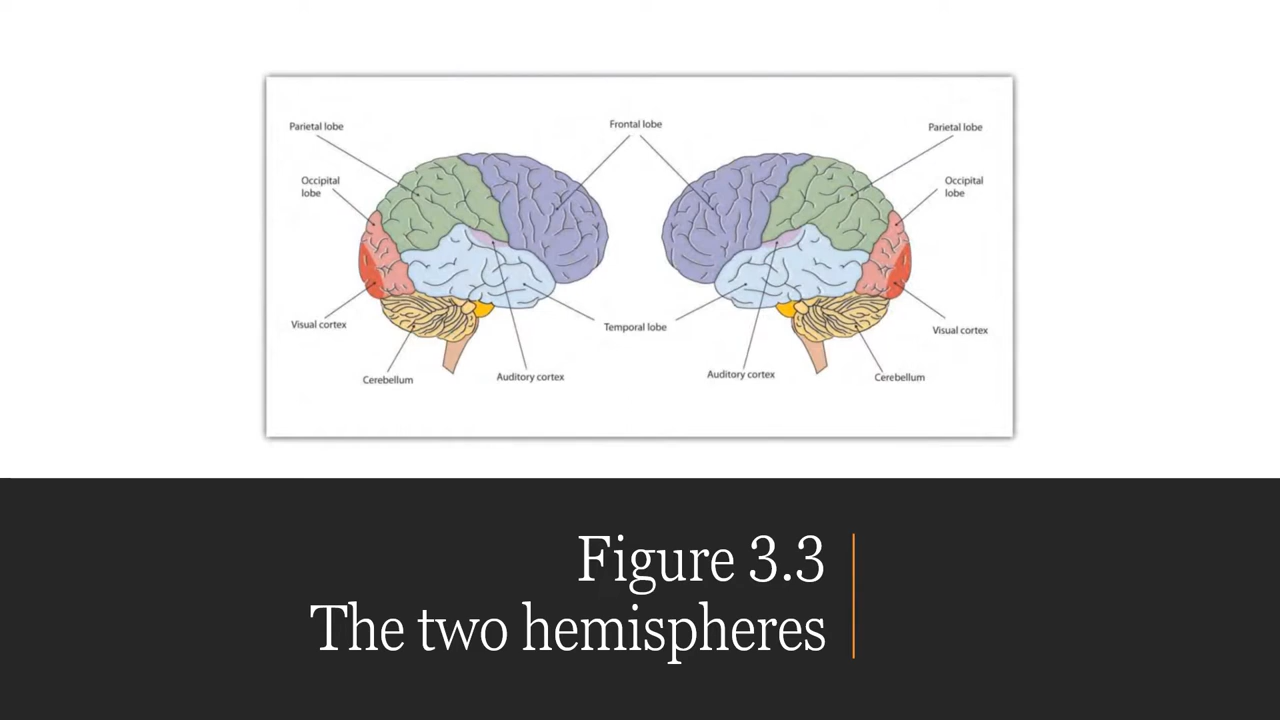 Parietal lobe
Frontal lobe
Parietal lobe
Occipital
lobe
Occipital
lobe
Visual cortex
Temporal lobe
Visual cortex
Cerebellum
Auditory cortex
Auditory cortex
Cerebellum
Figure 3.3
The two hemispheres